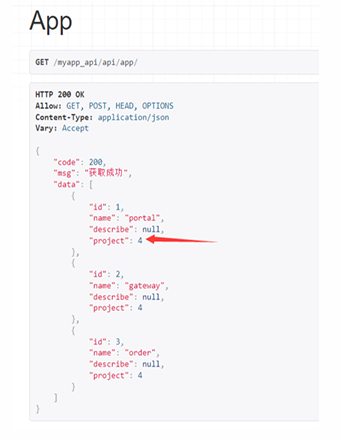 App
GET /myapp_api/api/app/
HTTP 200 OK
Allow: GET, POST, HEAD, OPTIONS
Content-Type: application/json
Vary: Accept
{
"code": 200,
"msg": "获取成功",
"data": [
{
"id": 1,
"name": "portal",
"describe": null,
"project": 4
},
{
"id": 2,
"name": "gateway",
"describe": null,
"project": 4
},
{
"id": 3,
"name": "order",
"describe": null,
"project": 4
}
]
}